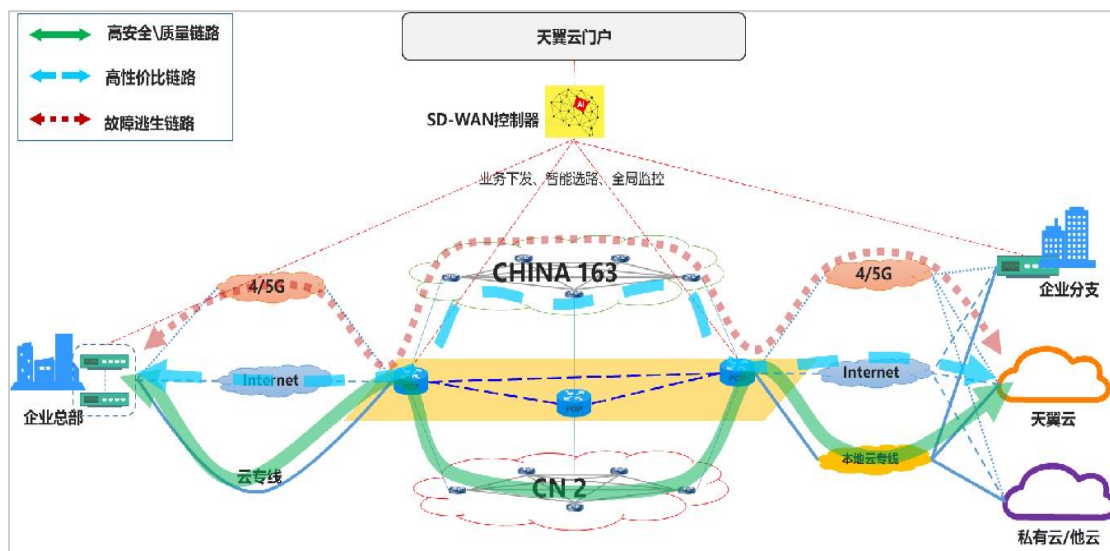 高安全\质量链路
高性价比链路
故障逃生链路
天翼云门户
SD-WAN控制器
AI
业务下发、智能选路、全局监控
CHINA 163
4/5G
4/5G
企业分支
Internet
POP
POP
POP
Internet
企业总部
天翼云
云专线
本地云专线
CN 2
私有云/他云